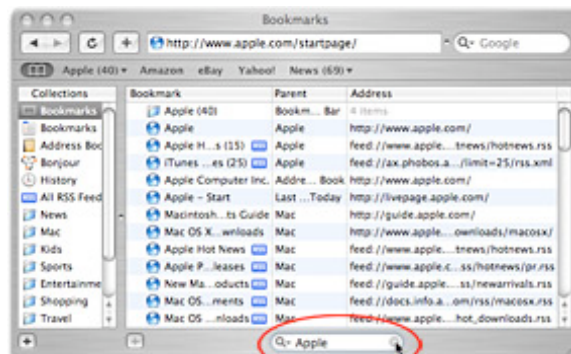 Bookmarks
http://www.apple.com/startpage/
Google
Apple (40) Amazon eBay Yahoo! News (69)
Collections Bookmark Parent Address
Bookmarks Apple (40) Bookm... Bar 4 items
Bookmarks Apple Apple http://www.apple.com/
Address Boo Apple H...s (15) Apple feed://www.apple....tnews/hotnews.rss
Bonjour iTunes ...es (25) Apple feed://ax.phobos.a.../limit=25/rss.xml
History Apple Computer Inc. Addre... Book http://www.apple.com/
All RSS Feed Apple - Start Last ...Today http://livepage.apple.com/
News Macintosh...ts Guide Mac http://guide.apple.com/
Mac Mac OS X...wnloads Mac http://www.apple....ownloads/macosx/
Kids Apple Hot News Mac feed://www.apple....tnews/hotnews.rss
Sports Apple P...leases Mac feed://www.apple.c...ss/hotnews/pr.rss
Entertainme New Ma...oducts Mac feed://guide.apple....ss/newarrivals.rss
Shopping Mac OS...ments Mac feed://docs.info.a...om/rss/macosx.rss
Travel Mac OS ...nloads Mac feed://www.apple....hot_downloads.rss
Apple